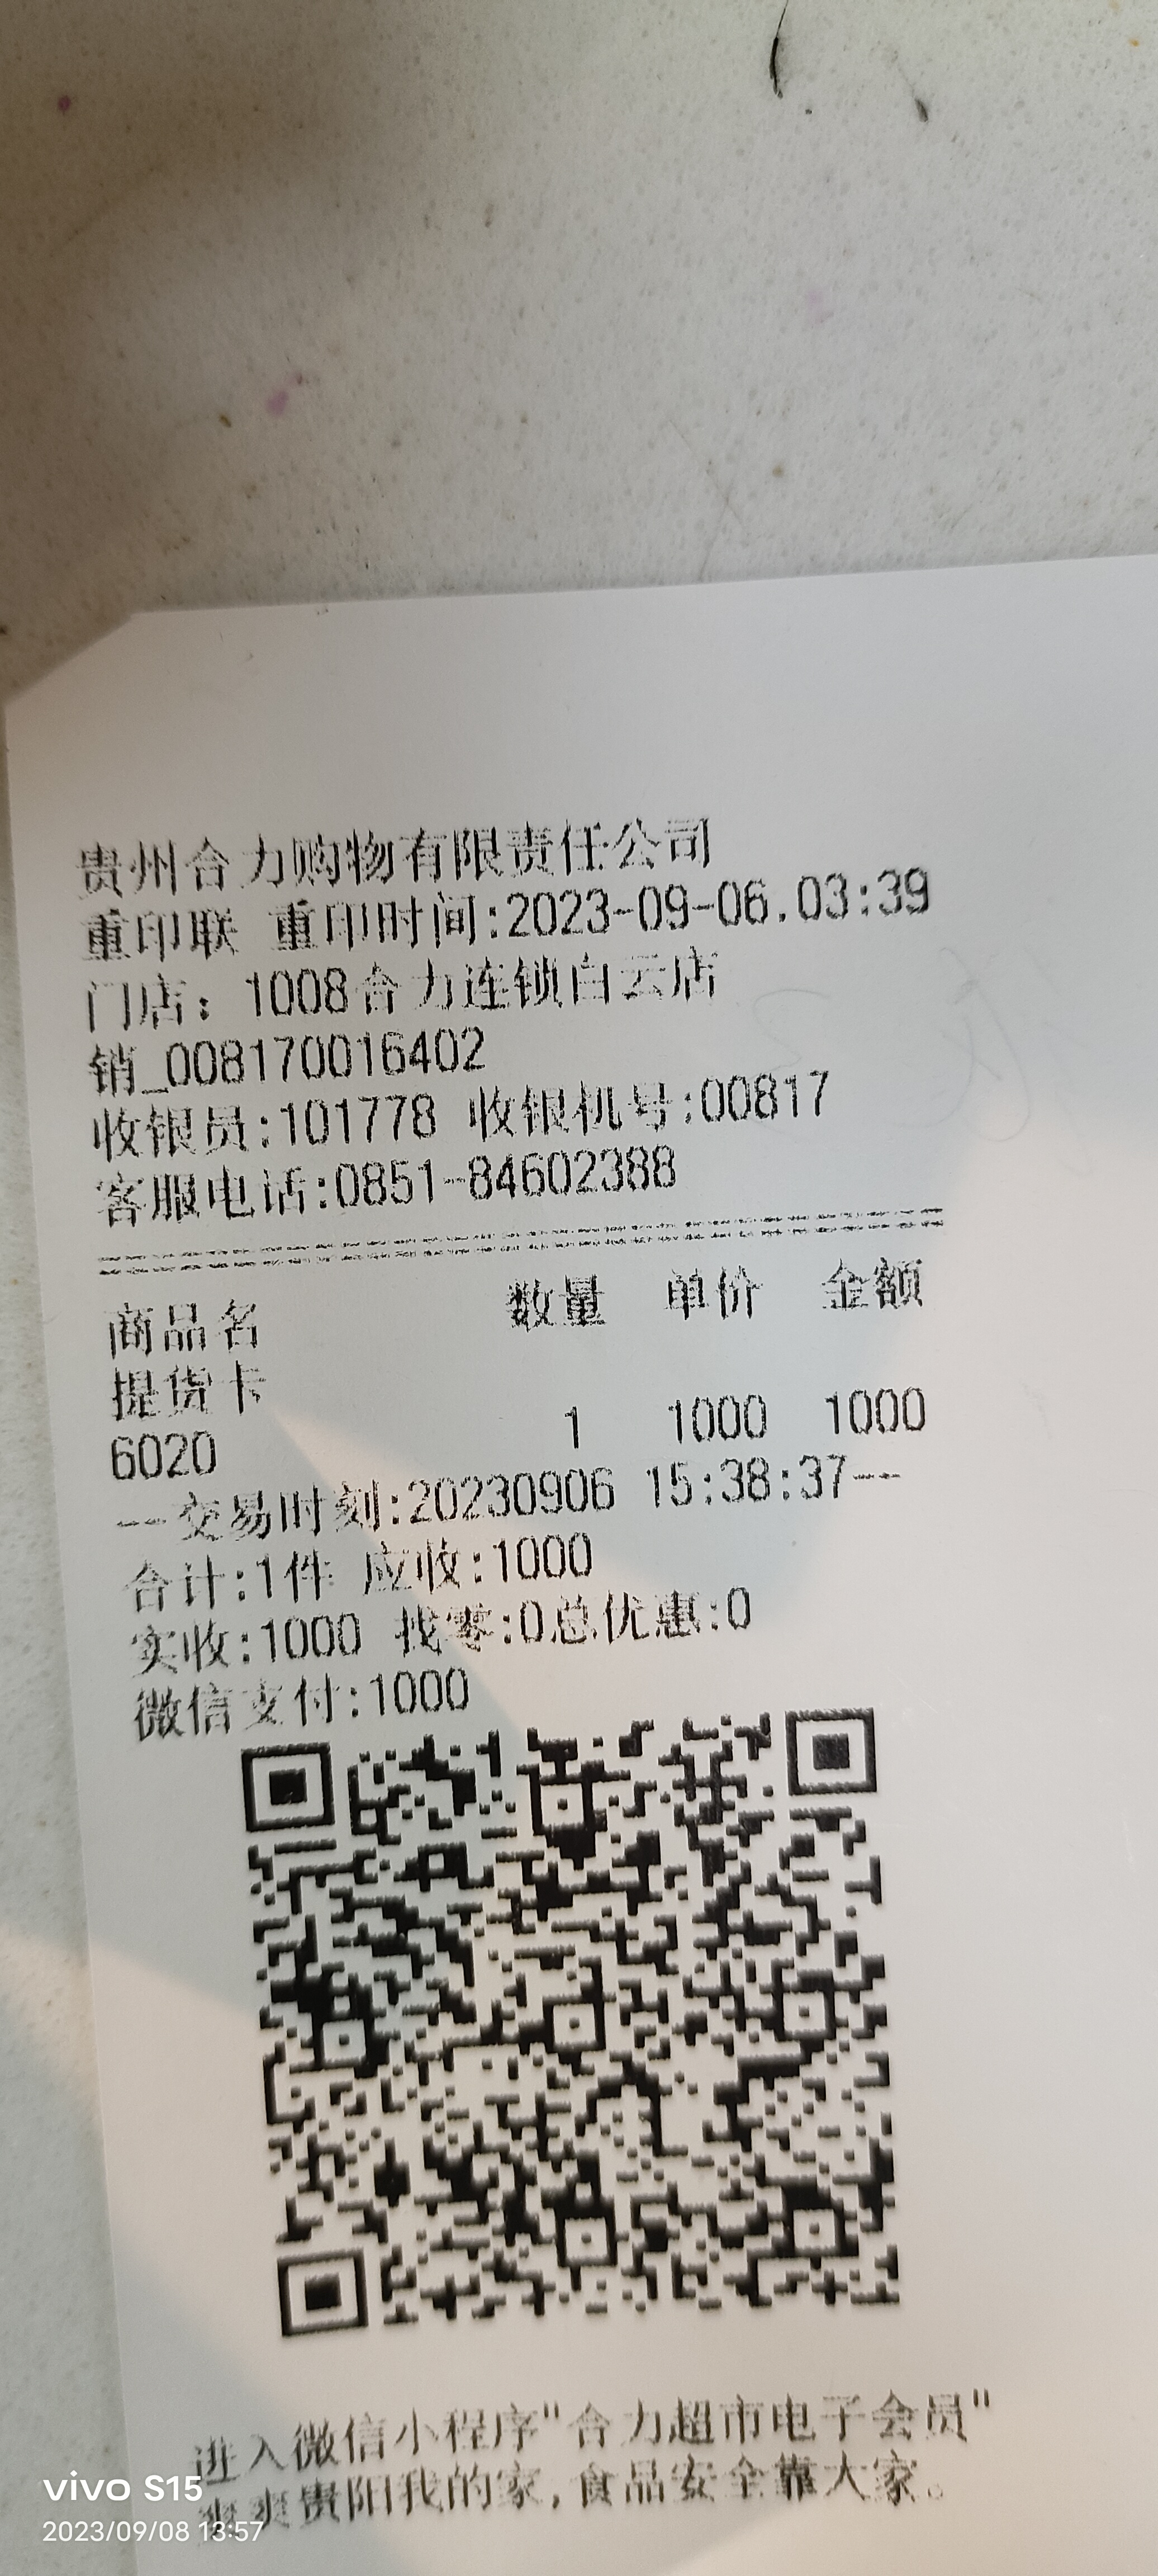 贵州合力购物有限责任公司
重印联 重印时间:2023-09-06.03:39
门店：1008合力连锁白云店
销_008170016402
收银员:101778 收银机号:00817
客服电话:0851-84602388
商品名 数量 单价 金额
提货卡
6020 1 1000 1000
--交易时刻:20230906 15:38:37--
合计:1件 应收:1000
实收:1000 找零:0总优惠:0
微信支付:1000
进入微信小程序"合力超市电子会员"
爽爽贵阳我的家,食品安全靠大家。
vivo S15
2023/09/08 13:57